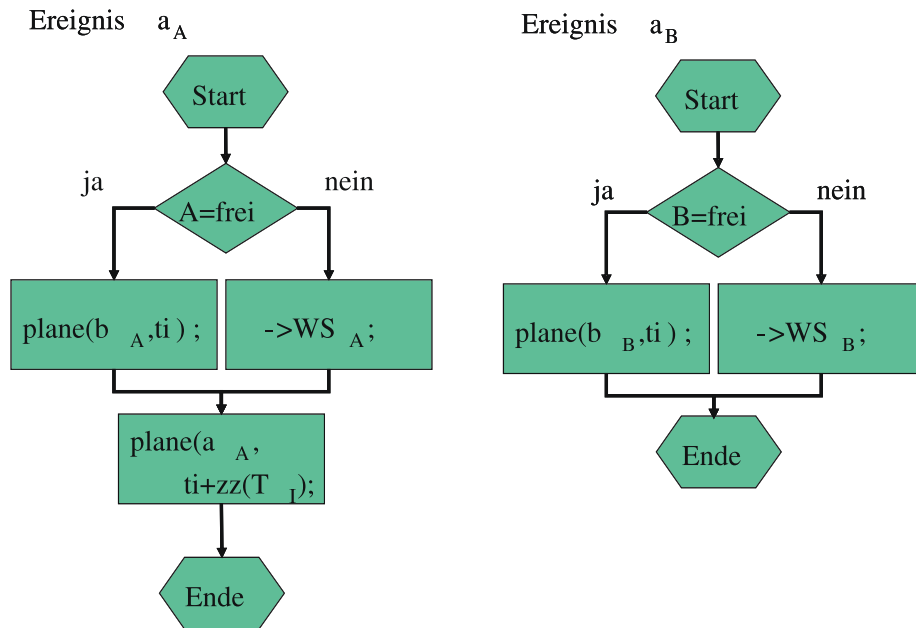 Ereignis a_A
Start
ja
nein
A=frei
plane(b_A,ti) ;
->WS_A;
plane(a_A,
ti+zz(T_I);
Ende
Ereignis a_B
Start
ja
nein
B=frei
plane(b_B,ti) ;
->WS_B;
Ende